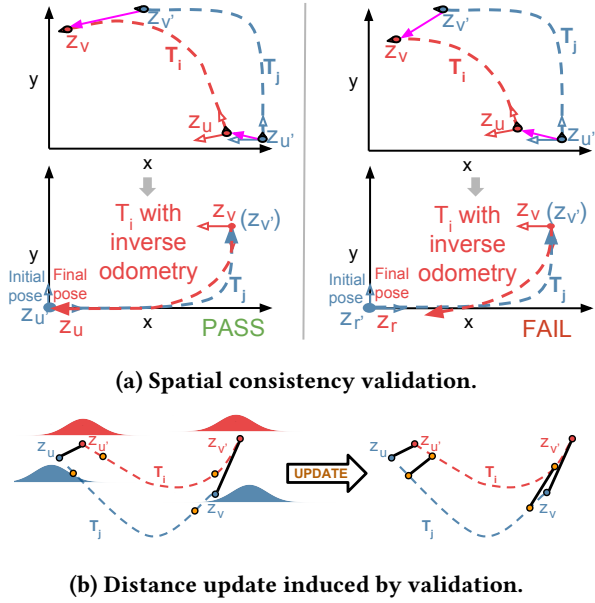 Z_v'
Z_v
T_i
T_j
y
Z_u
Z_u'
x
Z_v'
Z_v
T_i
T_j
y
Z_u
Z_u'
x
T_i with
inverse
odometry
Z_v (Z_v')
y
T_j
Initial
pose
Final
pose
Z_u'
Z_u
x
PASS
T_i with
inverse
odometry
Z_v (Z_v')
y
T_j
Initial
pose
Final
pose
Z_r'
Z_r
x
FAIL
(a) Spatial consistency validation.
Z_u
Z_u'
Z_v'
T_i
T_j
Z_v
UPDATE
Z_u
Z_u'
Z_v'
T_i
T_j
Z_v
(b) Distance update induced by validation.